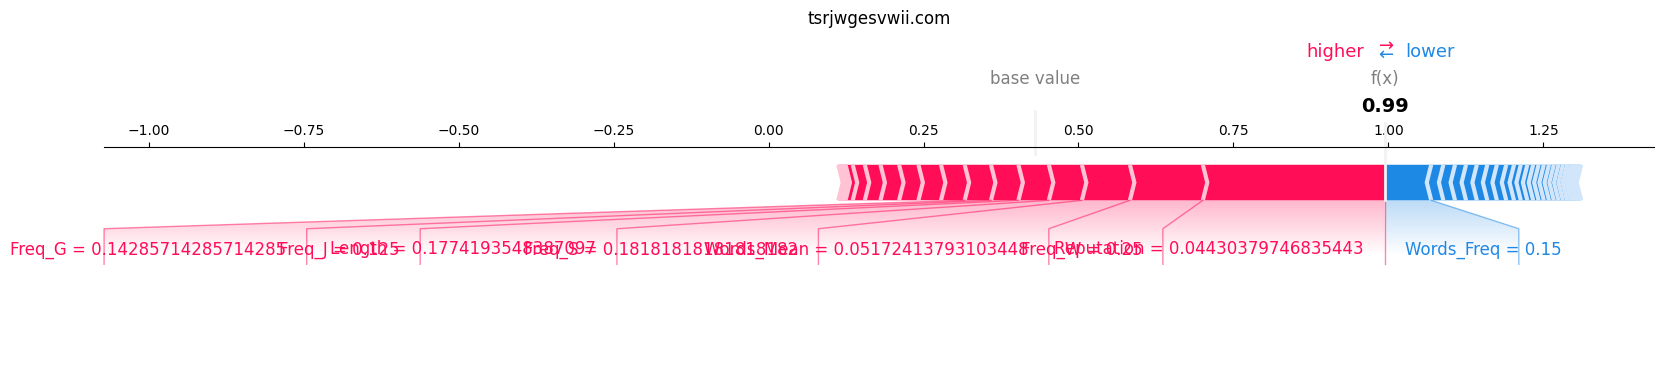 tsrjwgesvwii.com
higher ⇄ lower
base value f(x)
0.99
−1.00 −0.75 −0.50 −0.25 0.00 0.25 0.50 0.75 1.00 1.25
Freq_G = 0.14285714285714285 Freq_J = 0.125 Length = 0.1774193548387097 Freq_S = 0.18181818181818182 Words_Mean = 0.05172413793103448 Freq_W = 0.25 Reputation = 0.04430379746835443 Words_Freq = 0.15